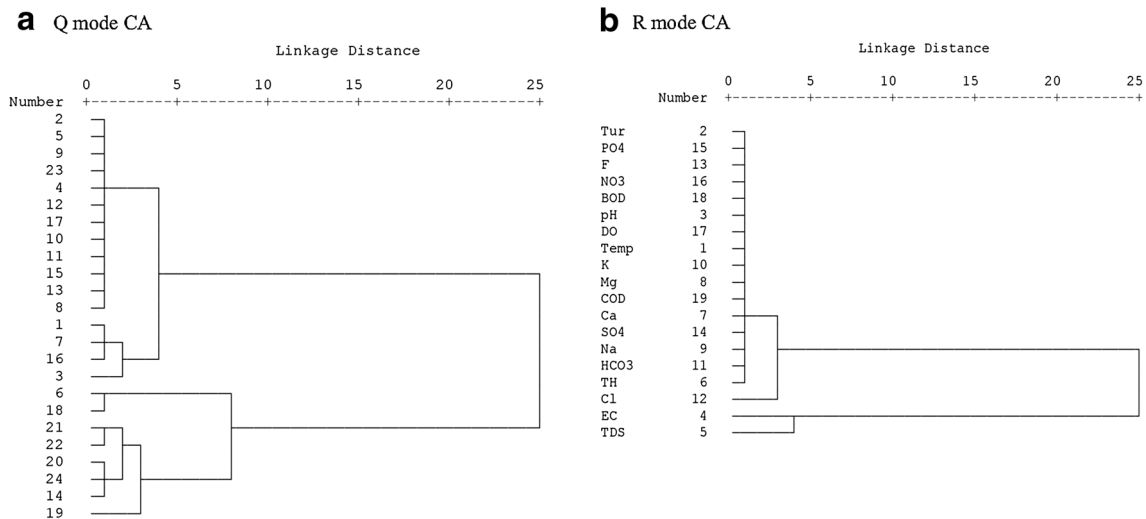 a Q mode CA
Linkage Distance
0 5 10 15 20 25
Number
2
5
9
23
4
12
17
10
11
15
13
8
1
7
16
3
6
18
21
22
20
24
14
19
b R mode CA
Linkage Distance
0 5 10 15 20 25
Number
Tur 2
PO4 15
F 13
NO3 16
BOD 18
pH 3
DO 17
Temp 1
K 10
Mg 8
COD 19
Ca 7
SO4 14
Na 9
HCO3 11
TH 6
Cl 12
EC 4
TDS 5